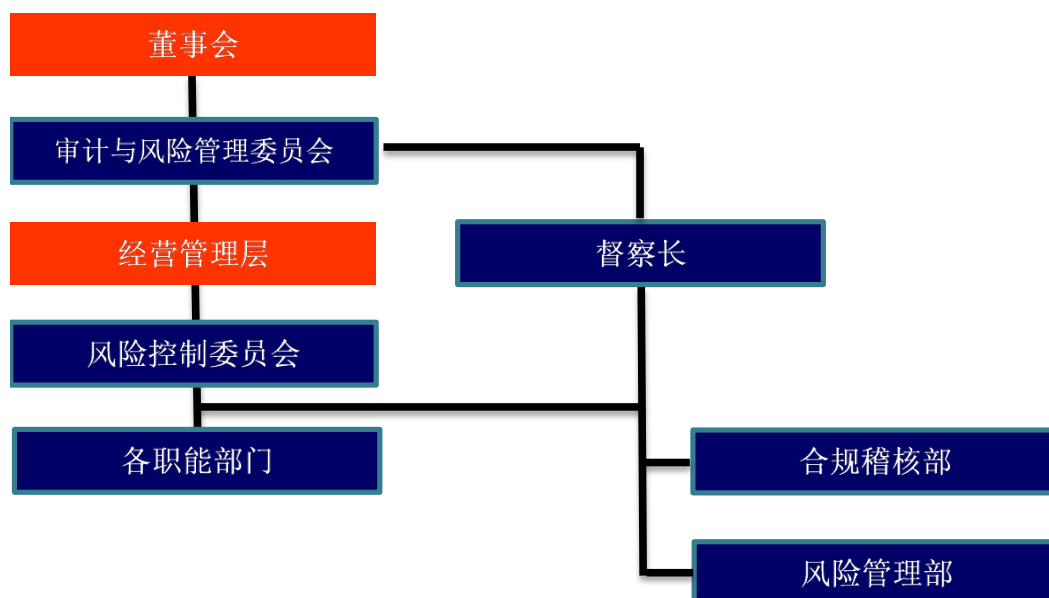 董事会
审计与风险管理委员会
经营管理层
督察长
风险控制委员会
各职能部门
合规稽核部
风险管理部